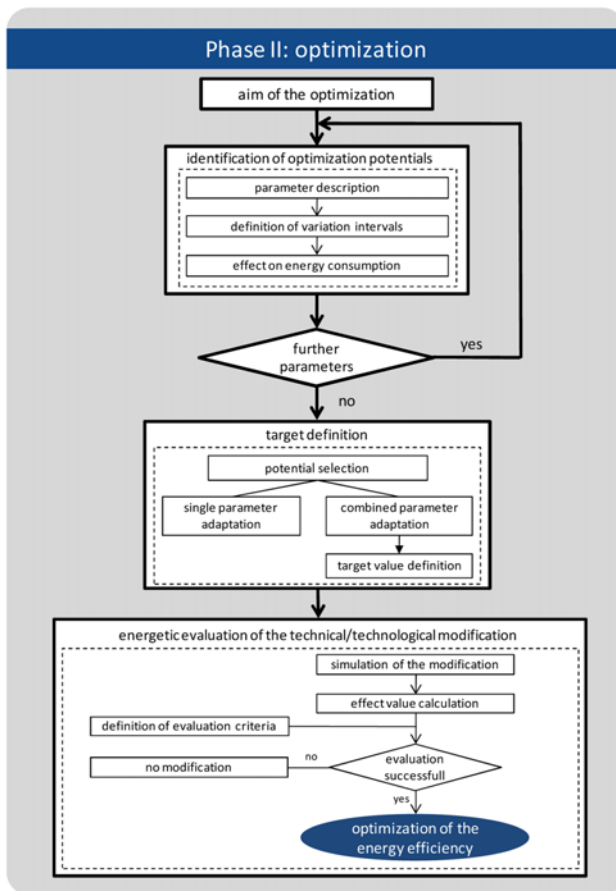 Phase II: optimization
aim of the optimization
identification of optimization potentials
parameter description
definition of variation intervals
effect on energy consumption
further
parameters
yes
no
target definition
potential selection
single parameter
adaptation
combined parameter
adaptation
target value definition
energetic evaluation of the technical/technological modification
simulation of the modification
effect value calculation
definition of evaluation criteria
no modification
no
evaluation
successfull
yes
optimization of the
energy efficiency